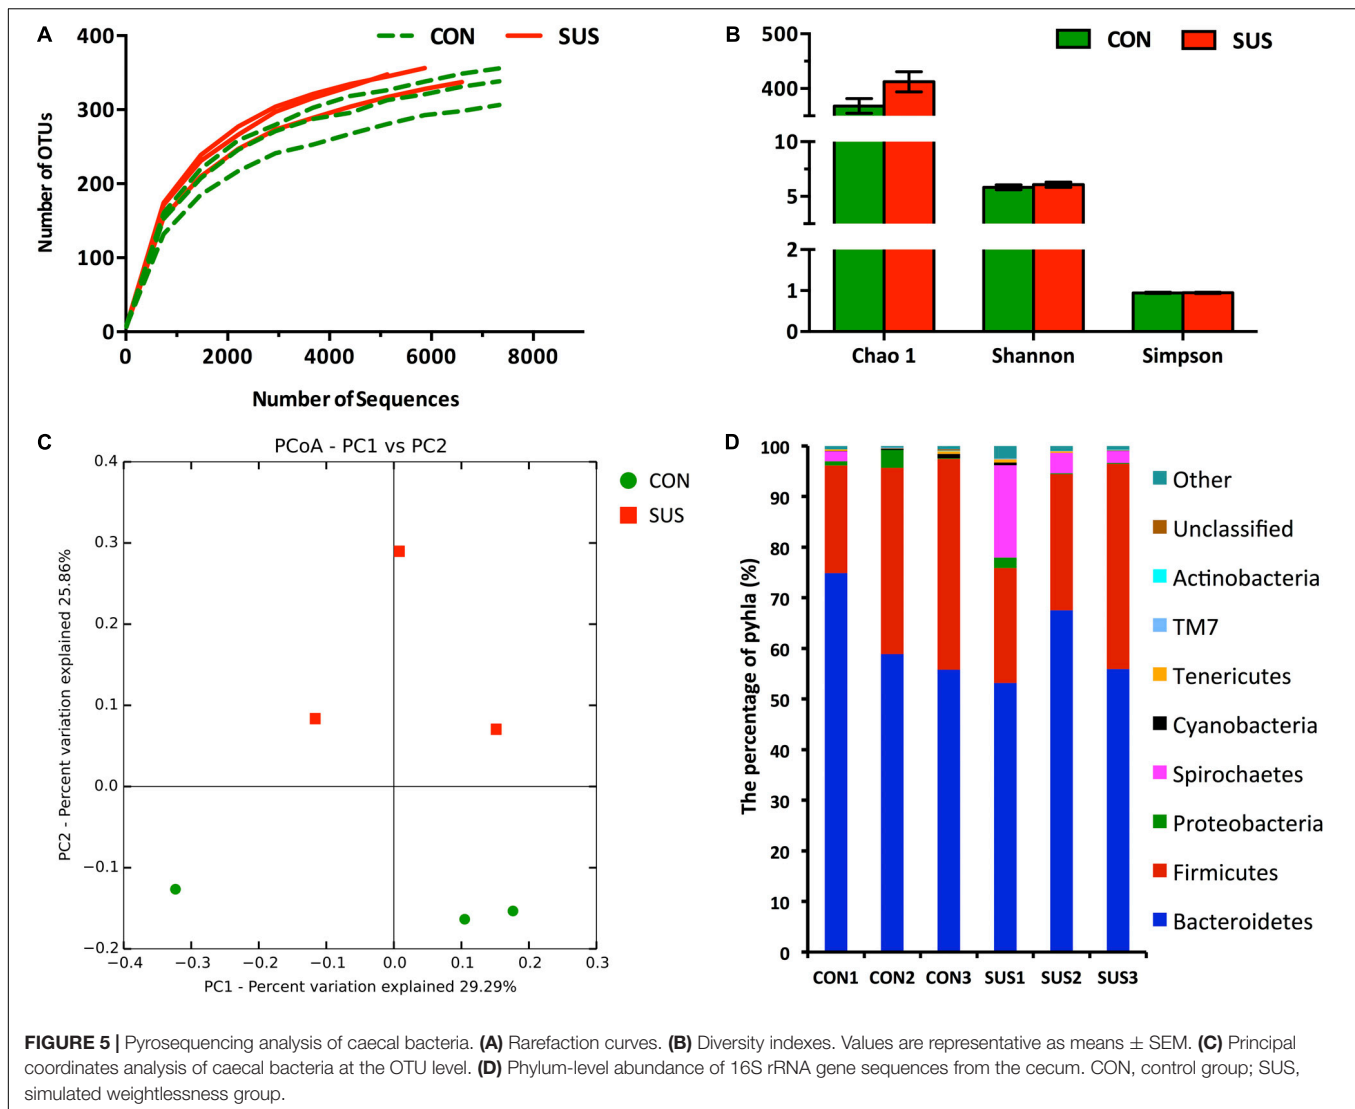 A
CON
SUS
400
300
200
100
0
Number of OTUs
0
2000
4000
6000
8000
Number of Sequences
B
CON
SUS
500
400
10
5
2
1
0
Chao 1
Shannon
Simpson
C
PCoA - PC1 vs PC2
CON
SUS
0.4
0.3
0.2
0.1
0.0
−0.1
−0.2
PC2 - Percent variation explained 25.86%
−0.4
−0.3
−0.2
−0.1
0.0
0.1
0.2
0.3
PC1 - Percent variation explained 29.29%
D
100
90
80
70
60
50
40
30
20
10
0
The percentage of pyhla (%)
CON1
CON2
CON3
SUS1
SUS2
SUS3
Other
Unclassified
Actinobacteria
TM7
Tenericutes
Cyanobacteria
Spirochaetes
Proteobacteria
Firmicutes
Bacteroidetes
FIGURE 5 | Pyrosequencing analysis of caecal bacteria. (A) Rarefaction curves. (B) Diversity indexes. Values are representative as means ± SEM. (C) Principal
coordinates analysis of caecal bacteria at the OTU level. (D) Phylum-level abundance of 16S rRNA gene sequences from the cecum. CON, control group; SUS,
simulated weightlessness group.